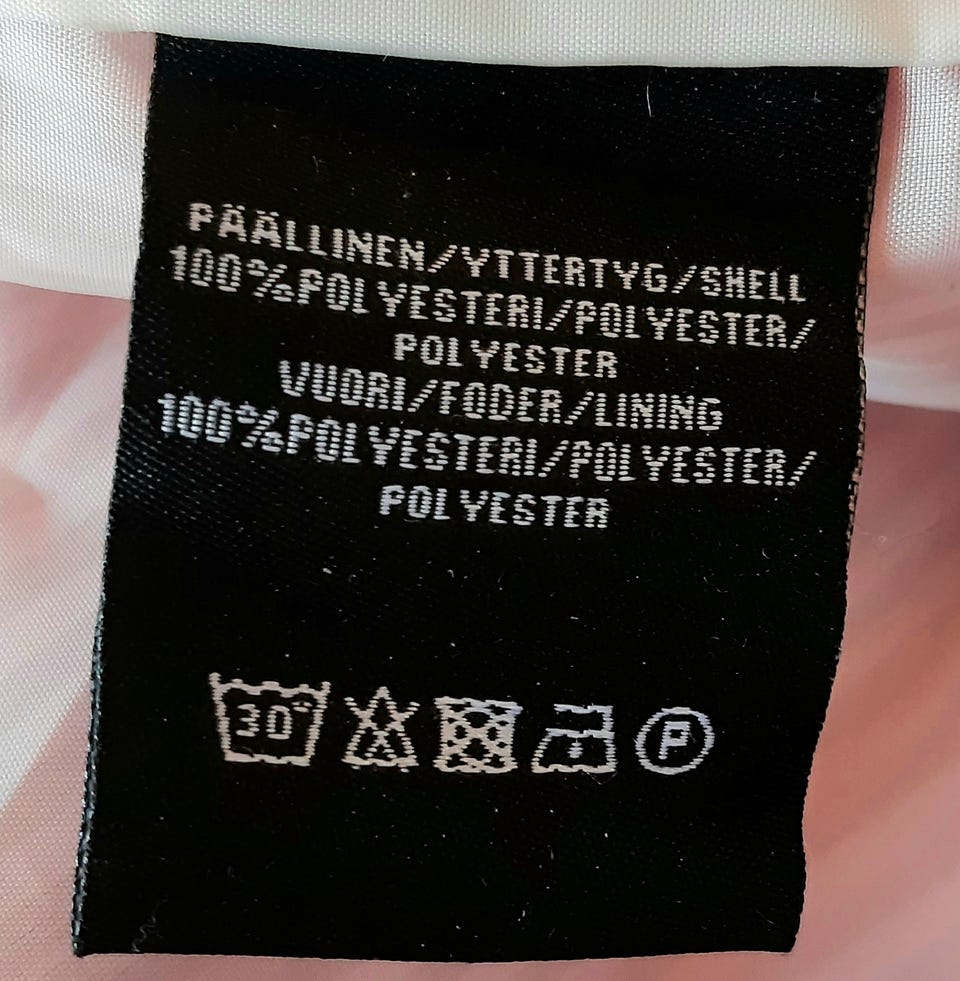 PÄÄLLINEN/YTTERTYG/SHELL
100%POLYESTERI/POLYESTER/
POLYESTER
VUORI/FODER/LINING
100%POLYESTERI/POLYESTER/
POLYESTER
30° P